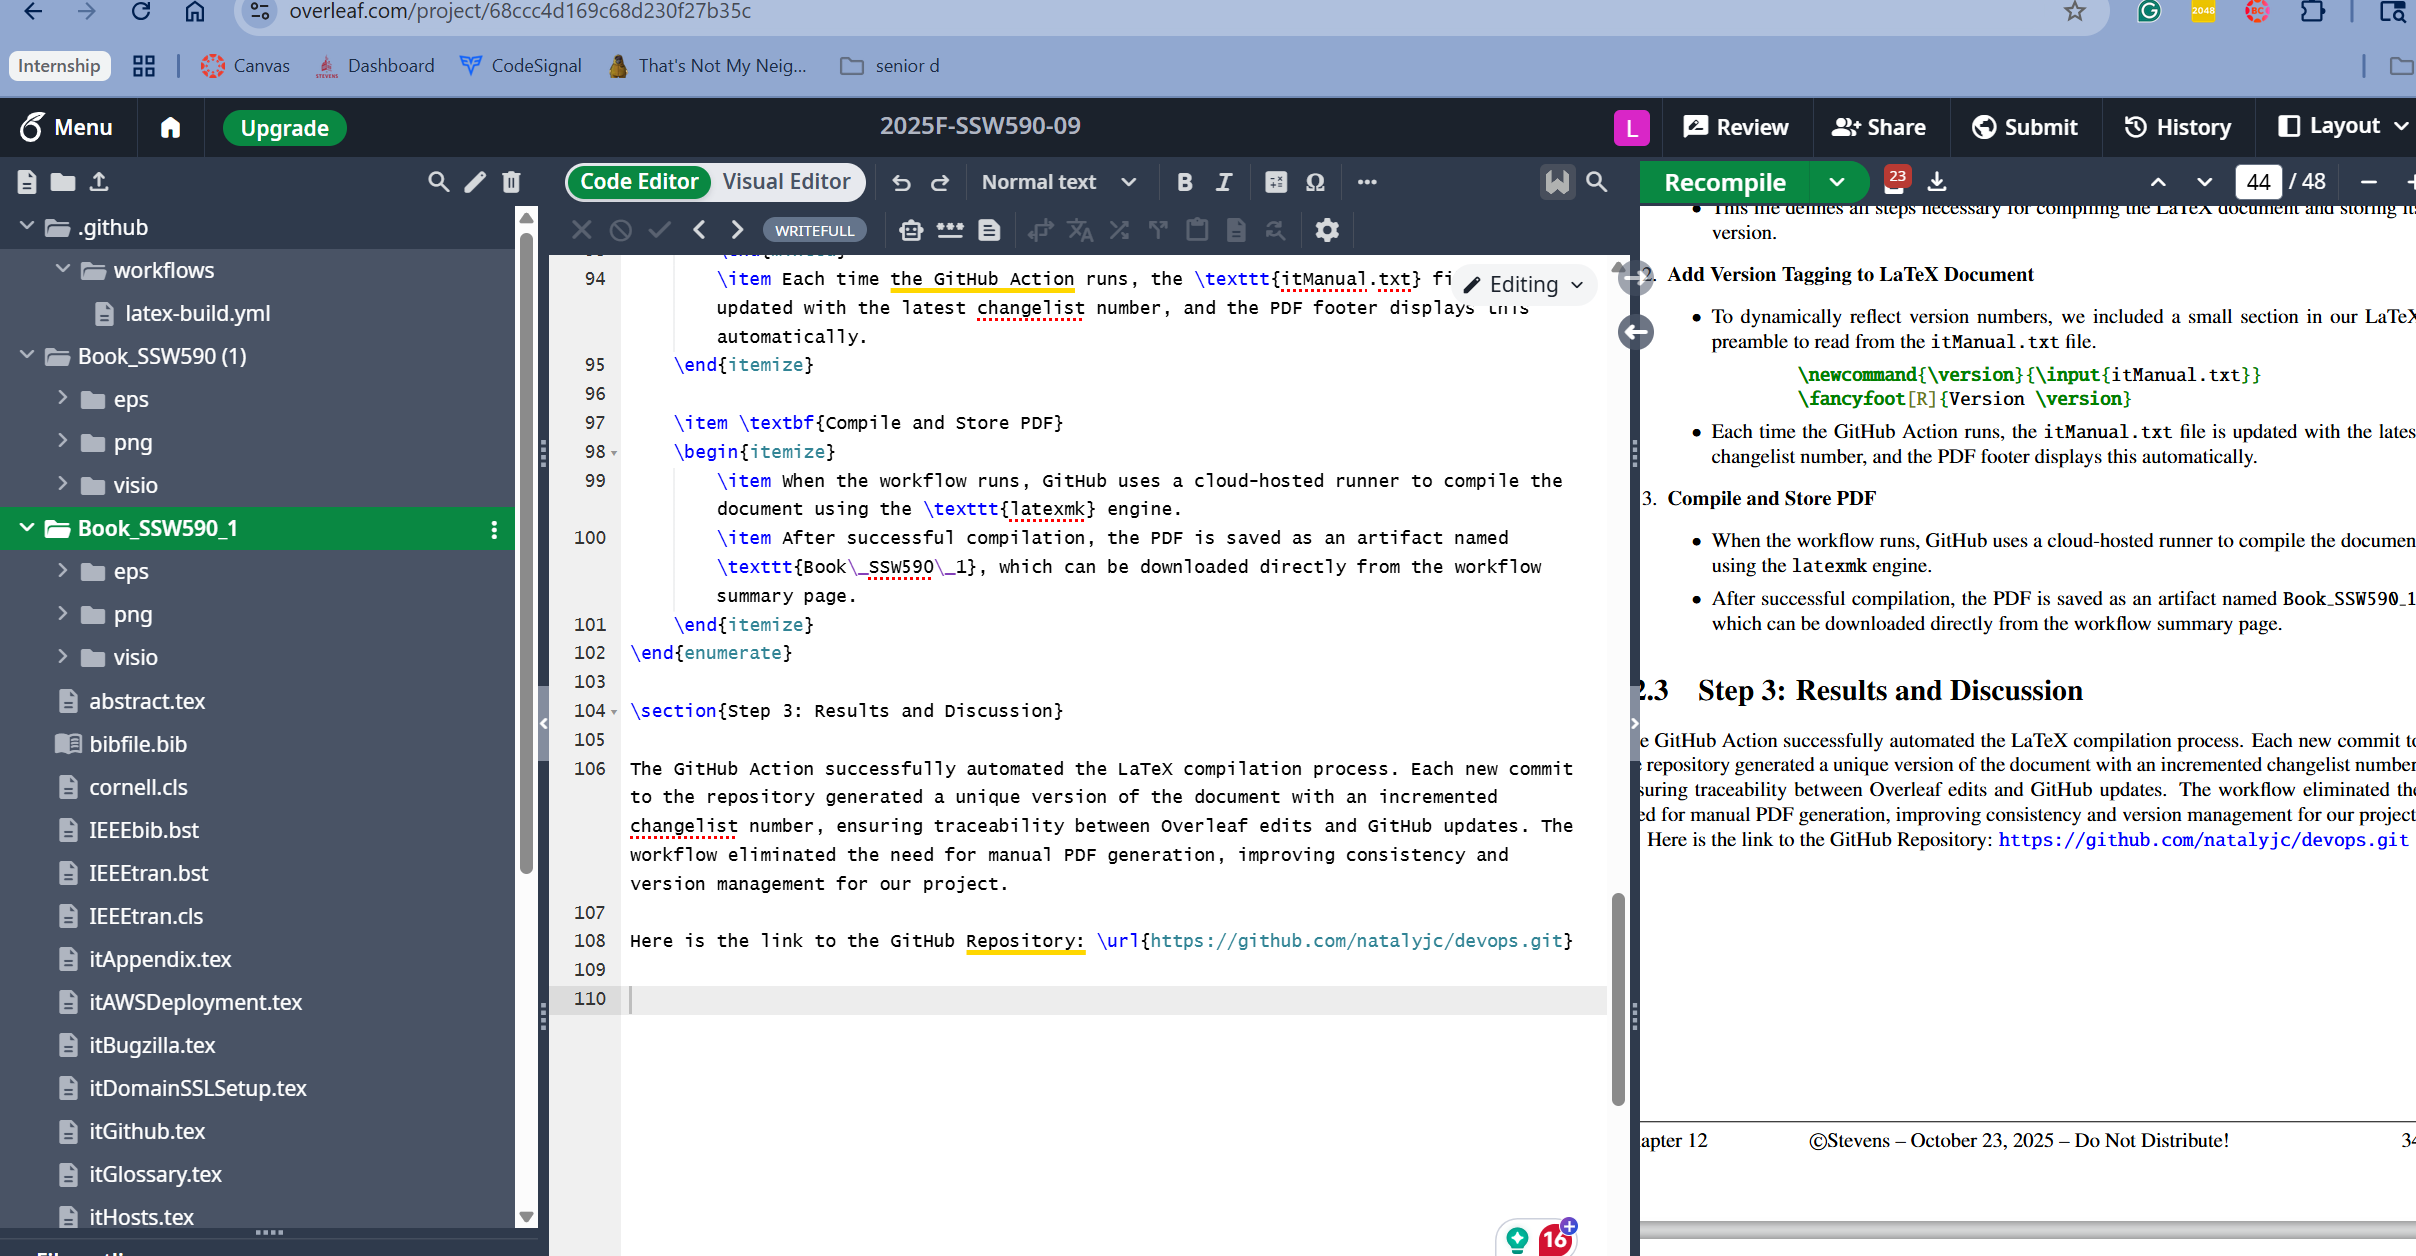 overleaf.com/project/68ccc4d169c68d230f27b35c
2048
BC
Internship
Canvas
Dashboard
CodeSignal
That's Not My Neig...
senior d
Menu
Upgrade
2025F-SSW590-09
L
Review
Share
Submit
History
Layout
Code Editor
Visual Editor
Normal text
B I
Ω
Recompile
23
44 / 48
WRITEFULL
Editing
.github
workflows
latex-build.yml
Book_SSW590 (1)
eps
png
visio
Book_SSW590_1
eps
png
visio
abstract.tex
bibfile.bib
cornell.cls
IEEEbib.bst
IEEEtran.bst
IEEEtran.cls
itAppendix.tex
itAWSDeployment.tex
itBugzilla.tex
itDomainSSLSetup.tex
itGithub.tex
itGlossary.tex
itHosts.tex
94 \item Each time the GitHub Action runs, the \texttt{itManual.txt} fi
updated with the latest changelist number, and the PDF footer displays this
automatically.
95 \end{itemize}
96
97 \item \textbf{Compile and Store PDF}
98 \begin{itemize}
99 \item When the workflow runs, GitHub uses a cloud-hosted runner to compile the
document using the \texttt{latexmk} engine.
100 \item After successful compilation, the PDF is saved as an artifact named
\texttt{Book\_SSW590\_1}, which can be downloaded directly from the workflow
summary page.
101 \end{itemize}
102 \end{enumerate}
103
104 \section{Step 3: Results and Discussion}
105
106 The GitHub Action successfully automated the LaTeX compilation process. Each new commit
to the repository generated a unique version of the document with an incremented
changelist number, ensuring traceability between Overleaf edits and GitHub updates. The
workflow eliminated the need for manual PDF generation, improving consistency and
version management for our project.
107
108 Here is the link to the GitHub Repository: \url{https://github.com/natalyjc/devops.git}
109
110
16
• This file defines all steps necessary for compiling the LaTeX document and storing its
version.
2. Add Version Tagging to LaTeX Document
• To dynamically reflect version numbers, we included a small section in our LaTeX
preamble to read from the itManual.txt file.
\newcommand{\version}{\input{itManual.txt}}
\fancyfoot[R]{Version \version}
• Each time the GitHub Action runs, the itManual.txt file is updated with the lates
changelist number, and the PDF footer displays this automatically.
3. Compile and Store PDF
• When the workflow runs, GitHub uses a cloud-hosted runner to compile the documen
using the latexmk engine.
• After successful compilation, the PDF is saved as an artifact named Book_SSW590_1
which can be downloaded directly from the workflow summary page.
2.3 Step 3: Results and Discussion
e GitHub Action successfully automated the LaTeX compilation process. Each new commit to
repository generated a unique version of the document with an incremented changelist number
suring traceability between Overleaf edits and GitHub updates. The workflow eliminated the
ed for manual PDF generation, improving consistency and version management for our project
Here is the link to the GitHub Repository: https://github.com/natalyjc/devops.git
apter 12
©Stevens – October 23, 2025 – Do Not Distribute!
34